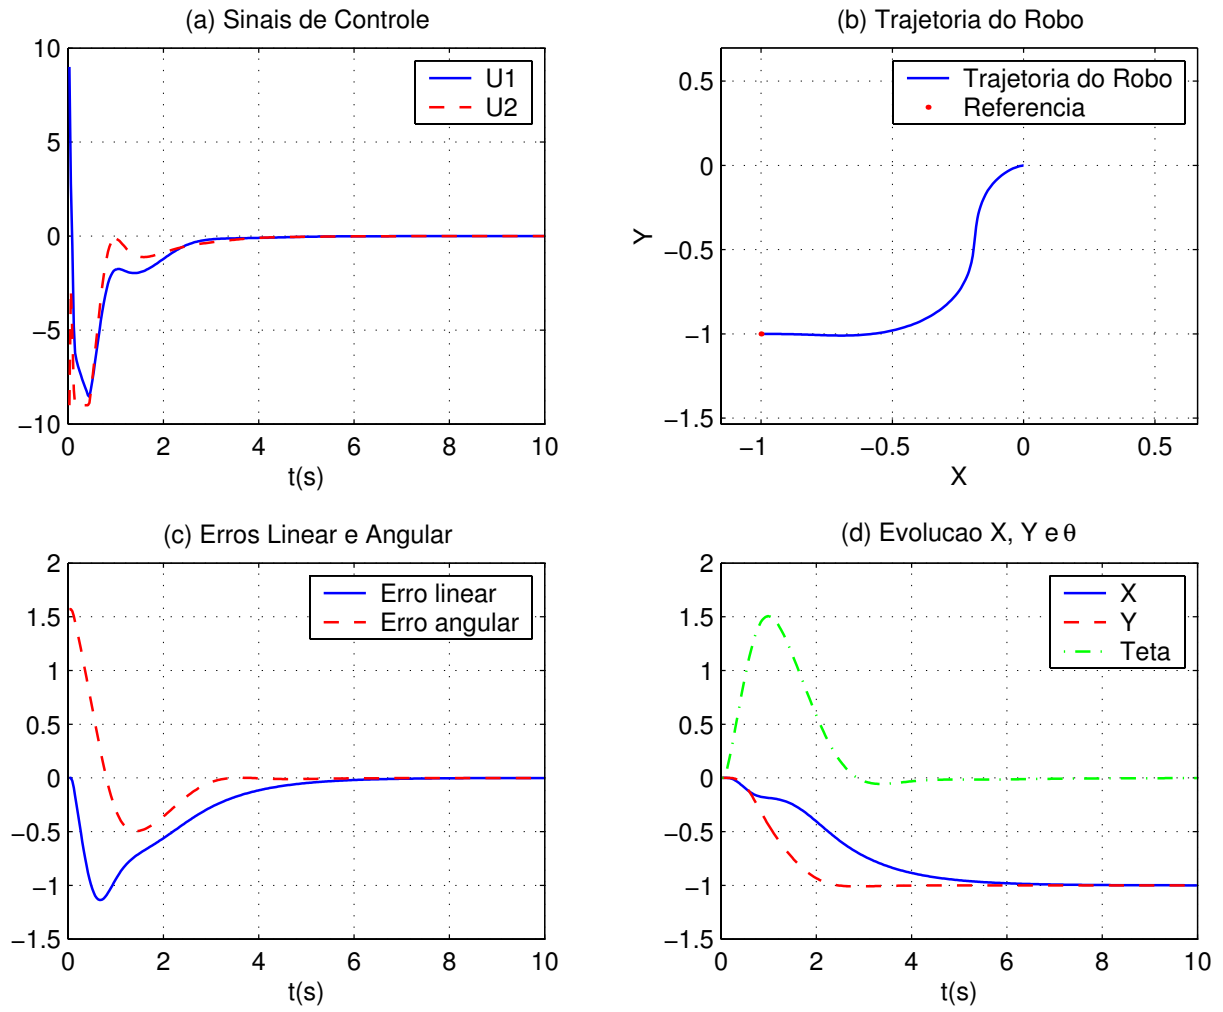 (a) Sinais de Controle
10
5
0
−5
−10
0
2
4
6
8
10
t(s)
U1
U2
(b) Trajetoria do Robo
0.5
0
−0.5
−1
−1.5
Y
−1
−0.5
0
0.5
X
Trajetoria do Robo
Referencia
(c) Erros Linear e Angular
2
1.5
1
0.5
0
−0.5
−1
−1.5
0
2
4
6
8
10
t(s)
Erro linear
Erro angular
(d) Evolucao X, Y e θ
2
1.5
1
0.5
0
−0.5
−1
−1.5
0
2
4
6
8
10
t(s)
X
Y
Teta